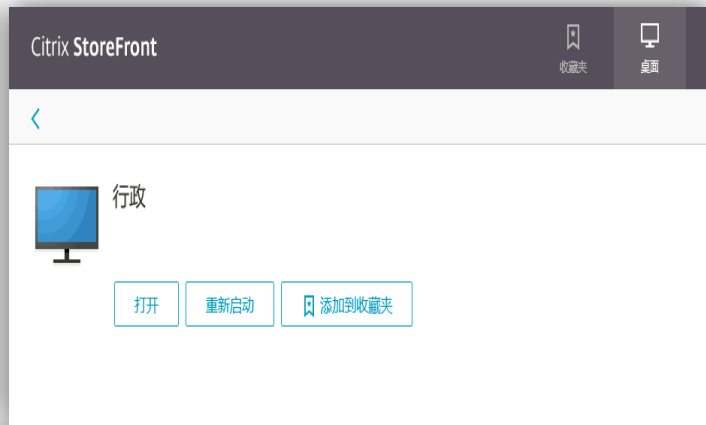 Citrix StoreFront
收藏夹
桌面
行政
打开
重新启动
添加到收藏夹